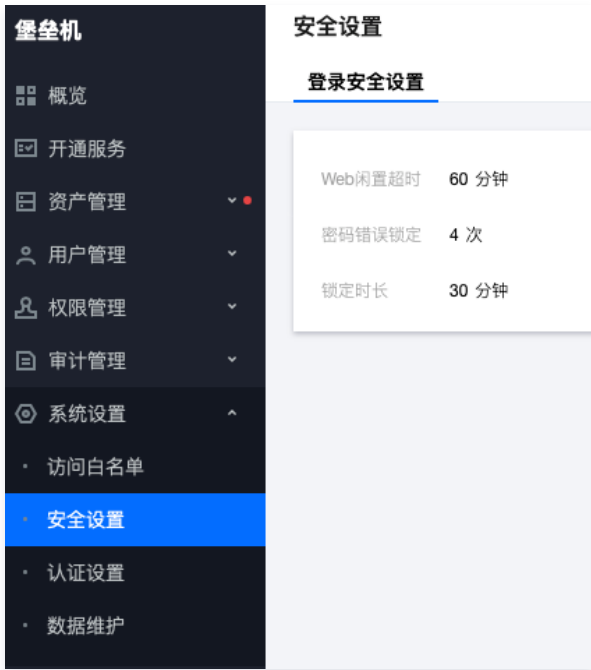 堡垒机
概览
开通服务
资产管理
用户管理
权限管理
审计管理
系统设置
访问白名单
安全设置
认证设置
数据维护
安全设置
登录安全设置
Web闲置超时 60 分钟
密码错误锁定 4 次
锁定时长 30 分钟